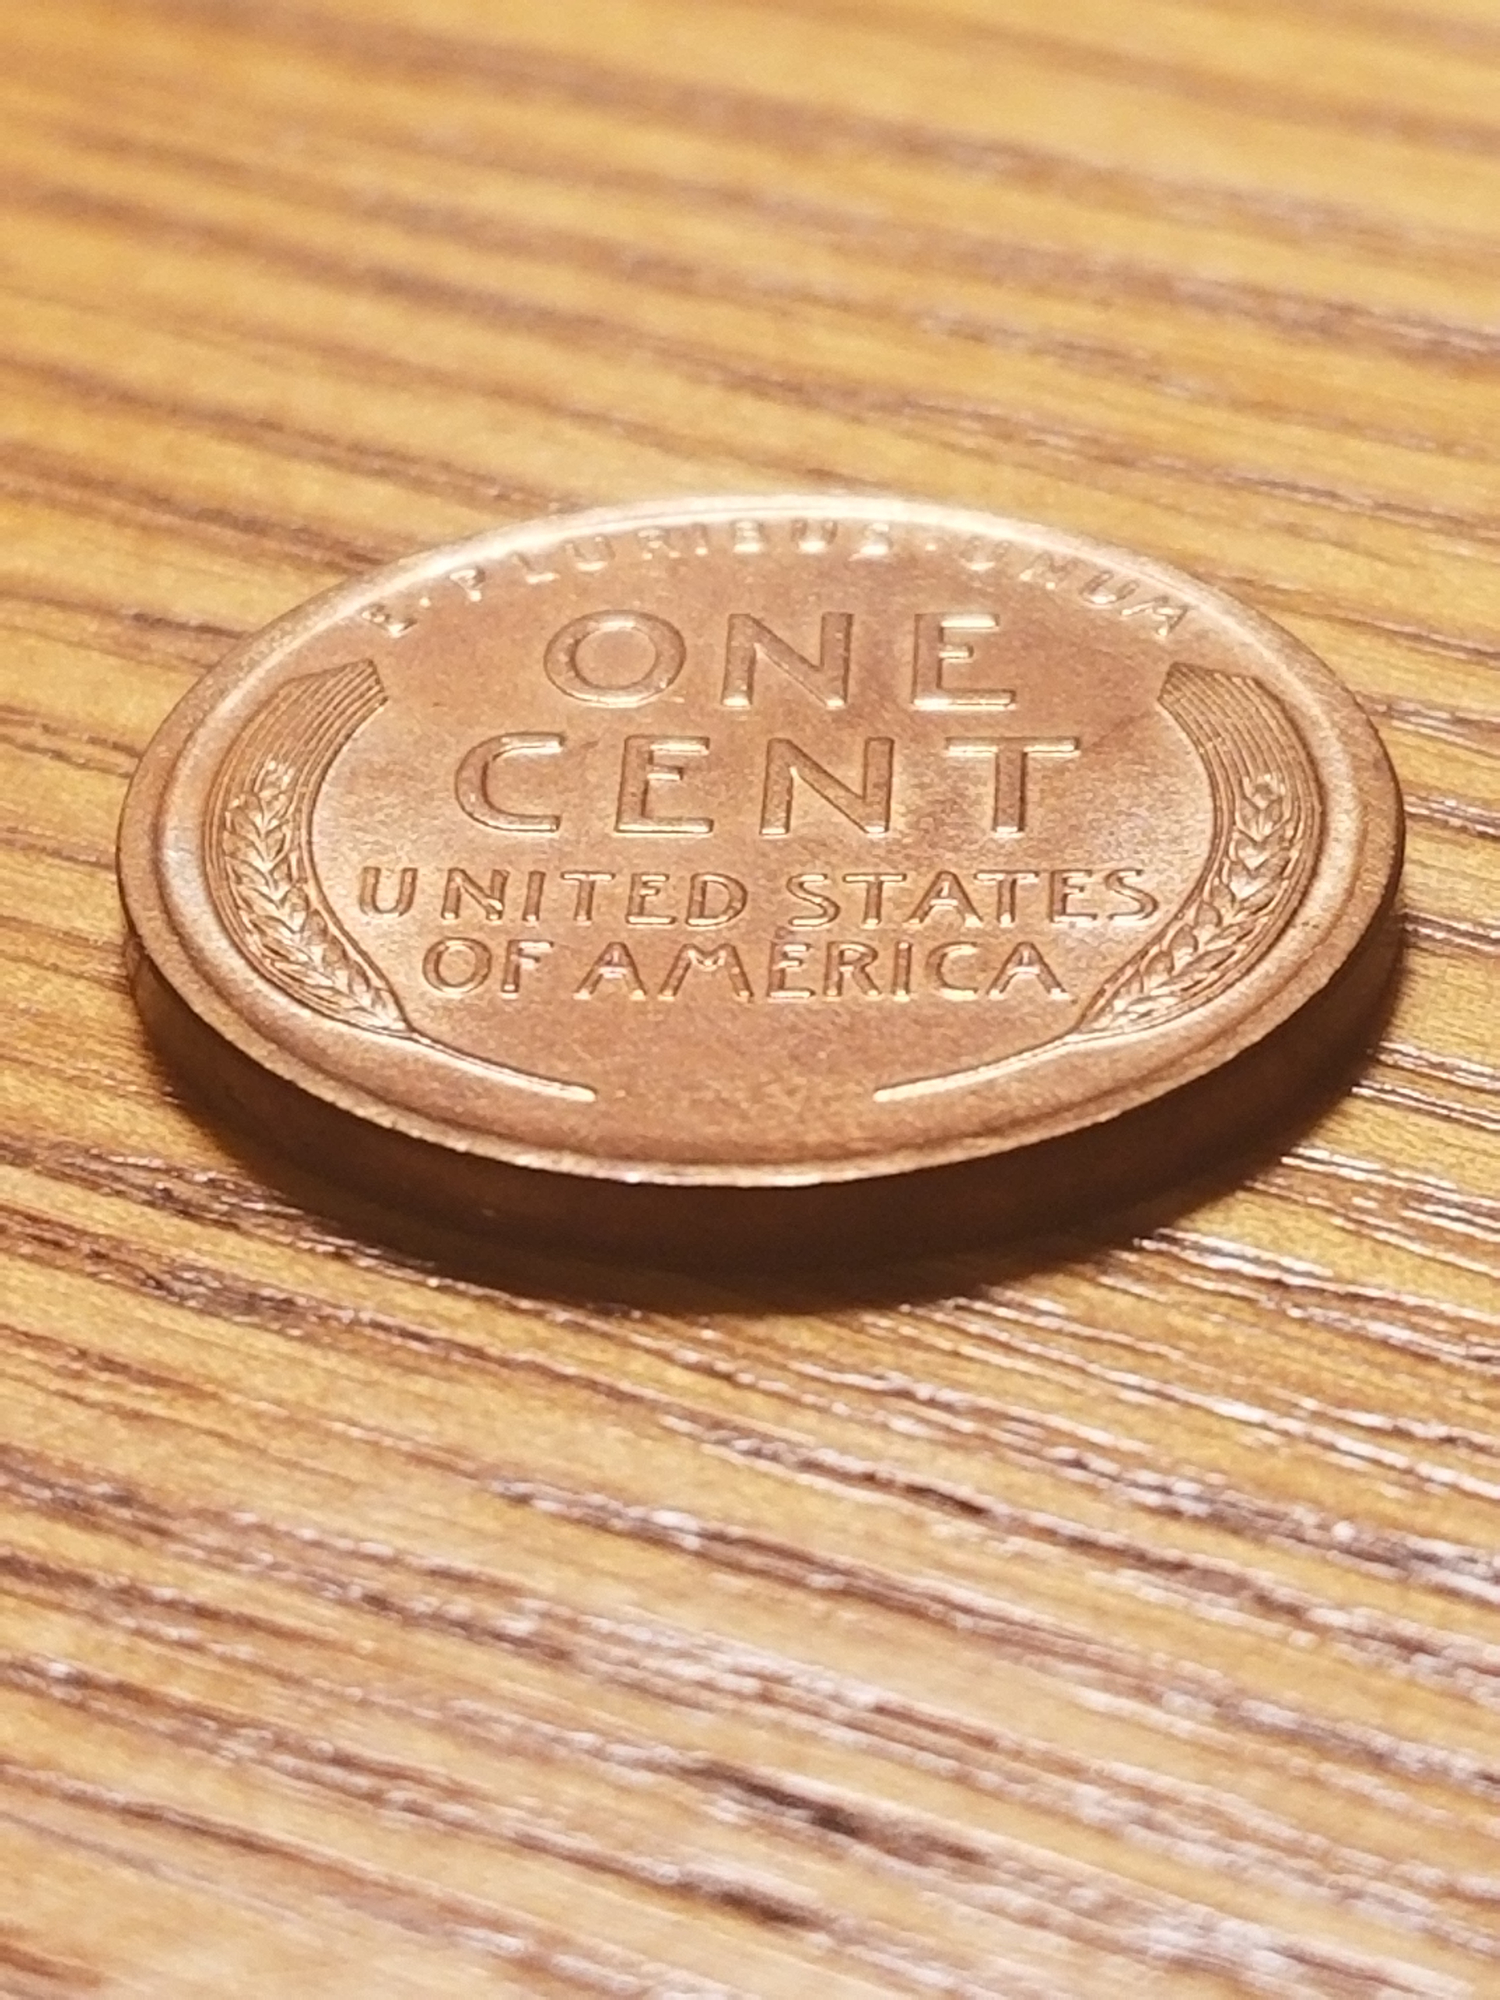 E·PLURIBUS·UNUM
ONE
CENT
UNITED STATES
OF AMERICA